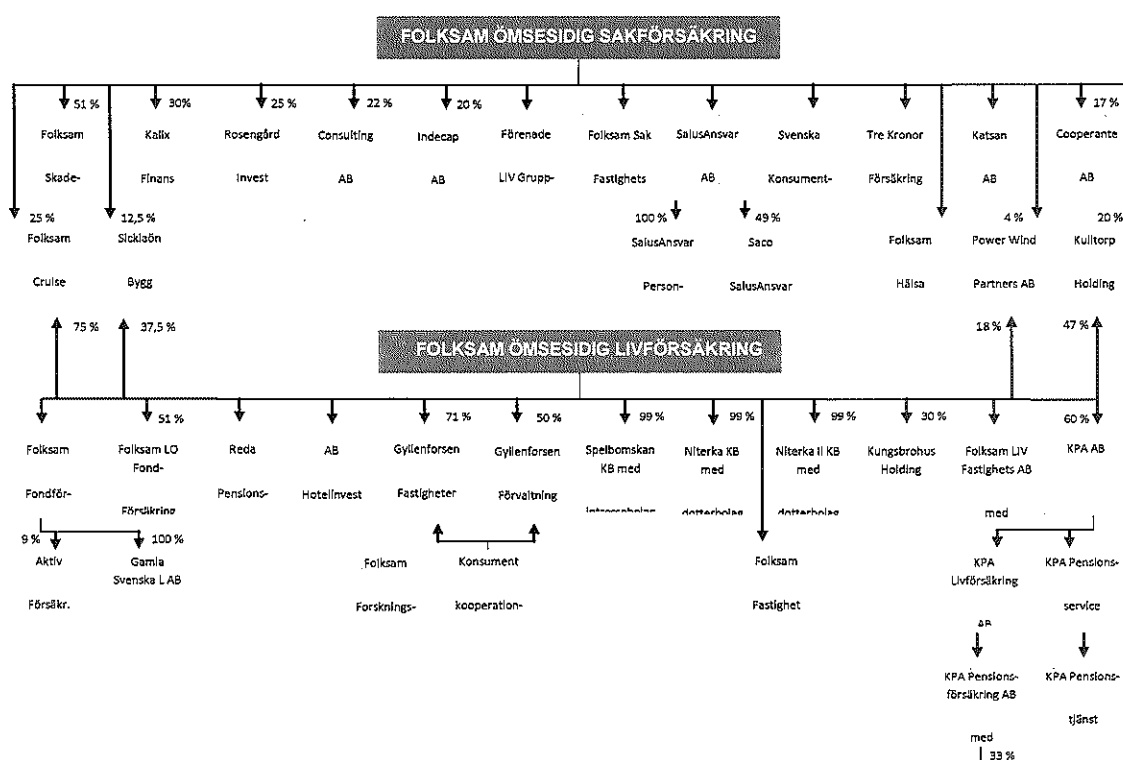 FOLKSAM ÖMSESIDIG SAKFÖRSÄKRING
51 %
30%
25 %
22 %
20 %
17 %
Folksam
Kalix
Rosengård
Consulting
Indecap
Förenade
Folksam Sak
SalusAnsvar
Svenska
Tre Kronor
Katsan
Cooperante
Skade-
Finans
Invest
AB
AB
LIV Grupp-
Fastighets
AB
Konsument-
Försäkring
AB
AB
25 %
12,5 %
100 %
49 %
4 %
20 %
Folksam
Sicklaön
SalusAnsvar
Saco
Folksam
Power Wind
Kulltorp
Cruise
Bygg
Person-
SalusAnsvar
Hälsa
Partners AB
Holding
75 %
37,5 %
18 %
47 %
FOLKSAM ÖMSESIDIG LIVFÖRSÄKRING
51 %
71 %
50 %
99 %
99 %
99 %
30 %
60 %
Folksam
Folksam LO
Reda
AB
Gyllenforsen
Gyllenforsen
Spelbomskan
Niterka KB
Niterka II KB
Kungsbrohus
Folksam LIV
KPA AB
Fond-
KB med
med
med
Holding
Fastighets AB
Fondför-
Försäkring
Pensions-
Hotelinvest
Fastigheter
Förvaltning
intressebolag
dotterbolag
dotterbolag
med
9 %
100 %
Aktiv
Gamla
Folksam
Konsument
Folksam
KPA
KPA Pensions-
Svenska L AB
Livförsäkring
Försäkr.
Forsknings-
kooperation-
Fastighet
service
AB
KPA Pensions-
KPA Pensions-
försäkring AB
tjänst
med
33 %